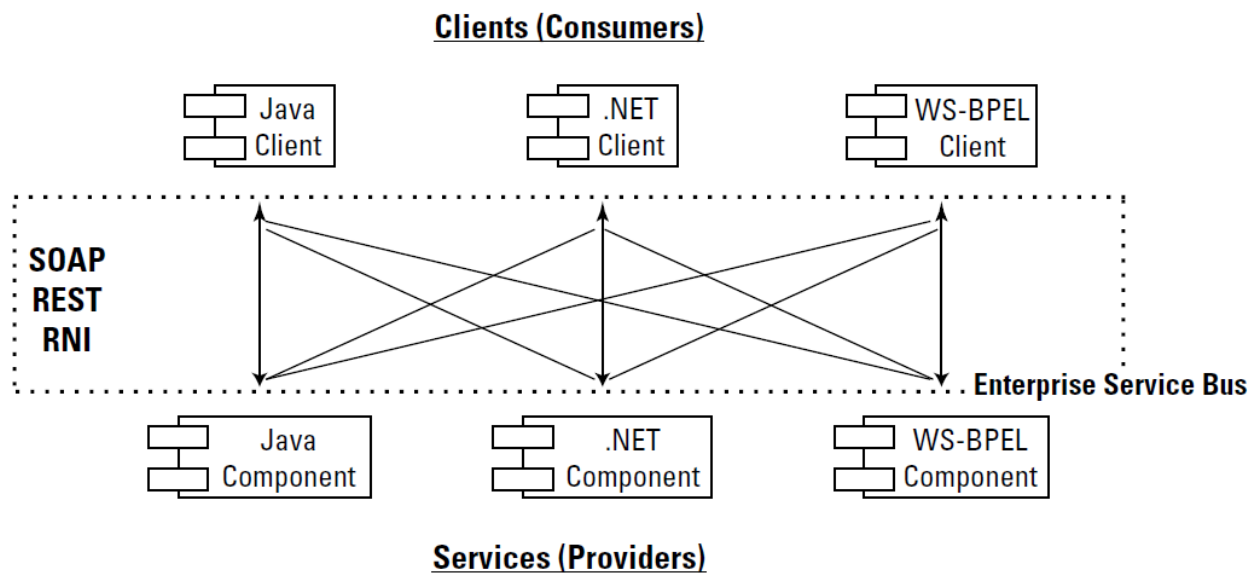 Clients (Consumers)
Java
Client
.NET
Client
WS-BPEL
Client
SOAP
REST
RNI
Enterprise Service Bus
Java
Component
.NET
Component
WS-BPEL
Component
Services (Providers)